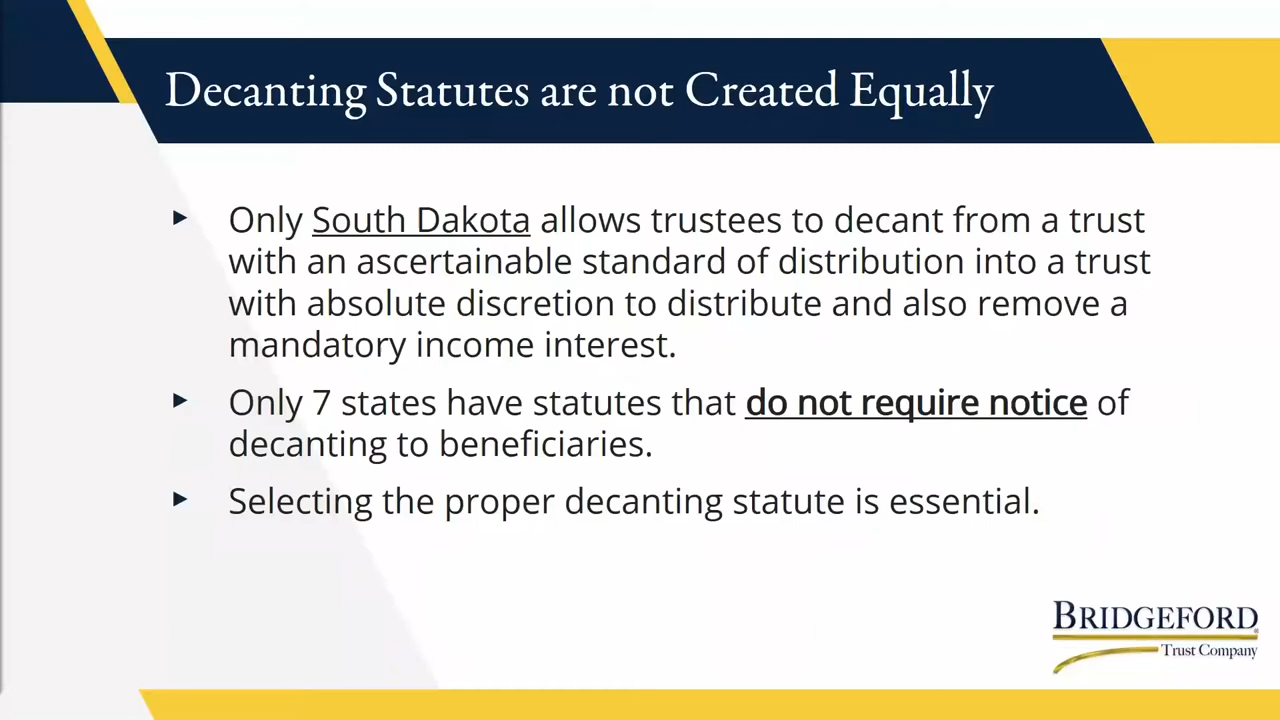 Decanting Statutes are not Created Equally
► Only South Dakota allows trustees to decant from a trust
with an ascertainable standard of distribution into a trust
with absolute discretion to distribute and also remove a
mandatory income interest.
► Only 7 states have statutes that do not require notice of
decanting to beneficiaries.
► Selecting the proper decanting statute is essential.
BRIDGEFORD®
Trust Company